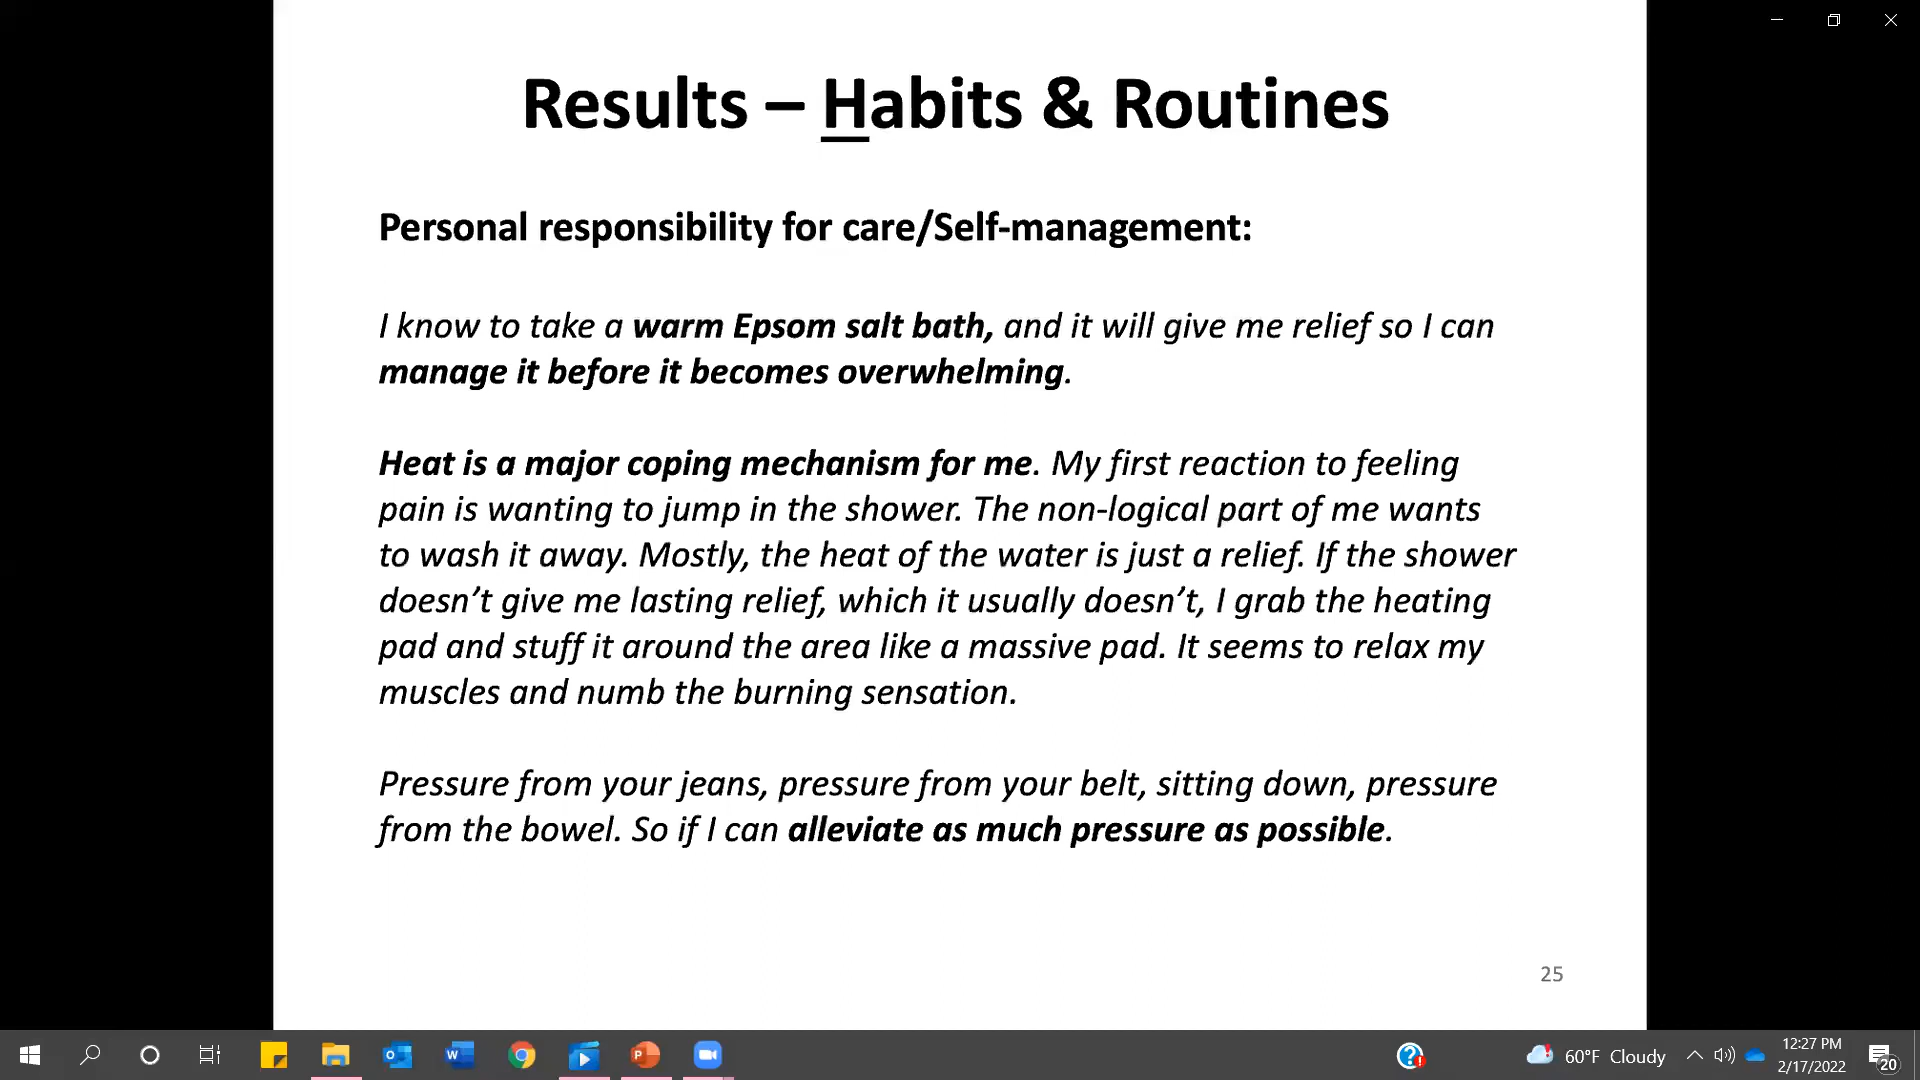 Results – Habits & Routines
Personal responsibility for care/Self-management:
I know to take a warm Epsom salt bath, and it will give me relief so I can
manage it before it becomes overwhelming.
Heat is a major coping mechanism for me. My first reaction to feeling
pain is wanting to jump in the shower. The non-logical part of me wants
to wash it away. Mostly, the heat of the water is just a relief. If the shower
doesn’t give me lasting relief, which it usually doesn’t, I grab the heating
pad and stuff it around the area like a massive pad. It seems to relax my
muscles and numb the burning sensation.
Pressure from your jeans, pressure from your belt, sitting down, pressure
from the bowel. So if I can alleviate as much pressure as possible.
25
60°F Cloudy
12:27 PM
2/17/2022
20